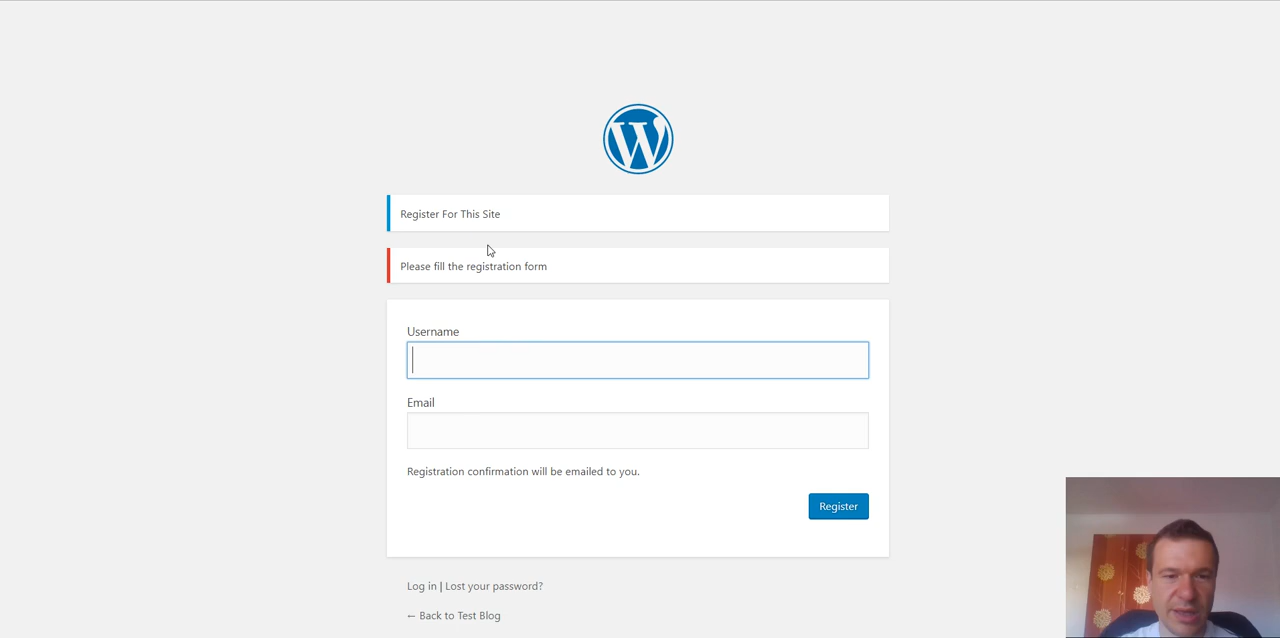 Register For This Site
Please fill the registration form
Username
Email
Registration confirmation will be emailed to you.
Register
Log in | Lost your password?
← Back to Test Blog